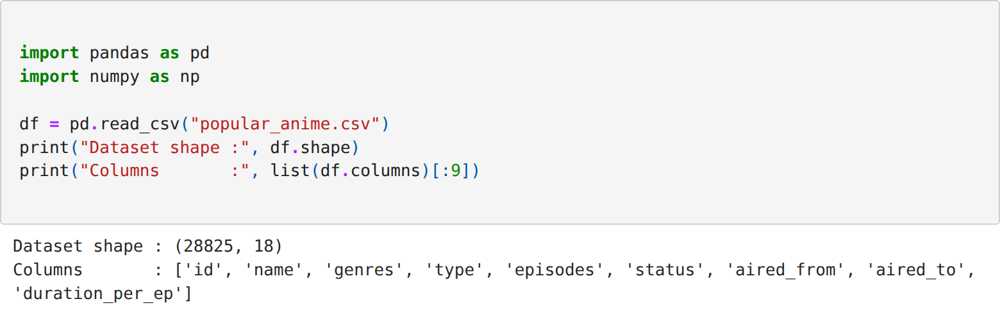 import pandas as pd
import numpy as np
df = pd.read_csv("popular_anime.csv")
print("Dataset shape :", df.shape)
print("Columns       :", list(df.columns)[:9])
Dataset shape : (28825, 18)
Columns       : ['id', 'name', 'genres', 'type', 'episodes', 'status', 'aired_from', 'aired_to',
'duration_per_ep']